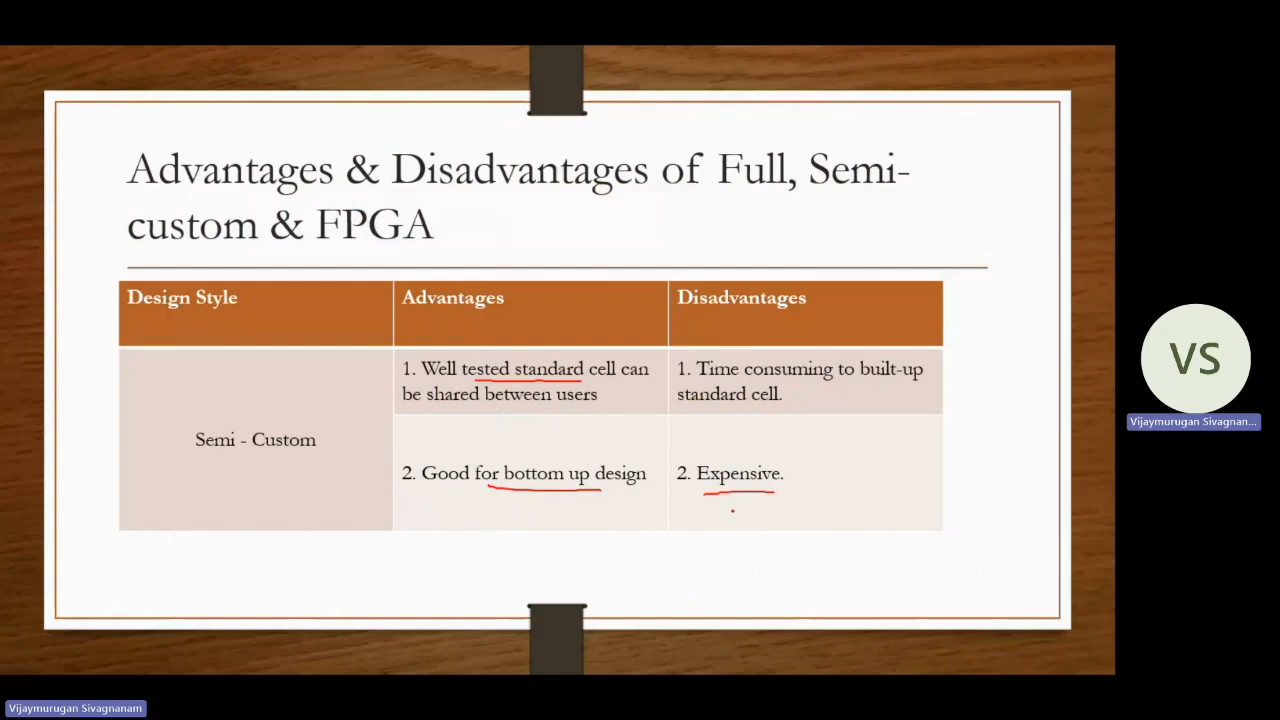 Advantages & Disadvantages of Full, Semi-
custom & FPGA
Design Style
Advantages
Disadvantages
Semi - Custom
1. Well tested standard cell can
be shared between users
1. Time consuming to built-up
standard cell.
2. Good for bottom up design
2. Expensive.
VS
Vijaymurugan Sivagnan...
Vijaymurugan Sivagnanam